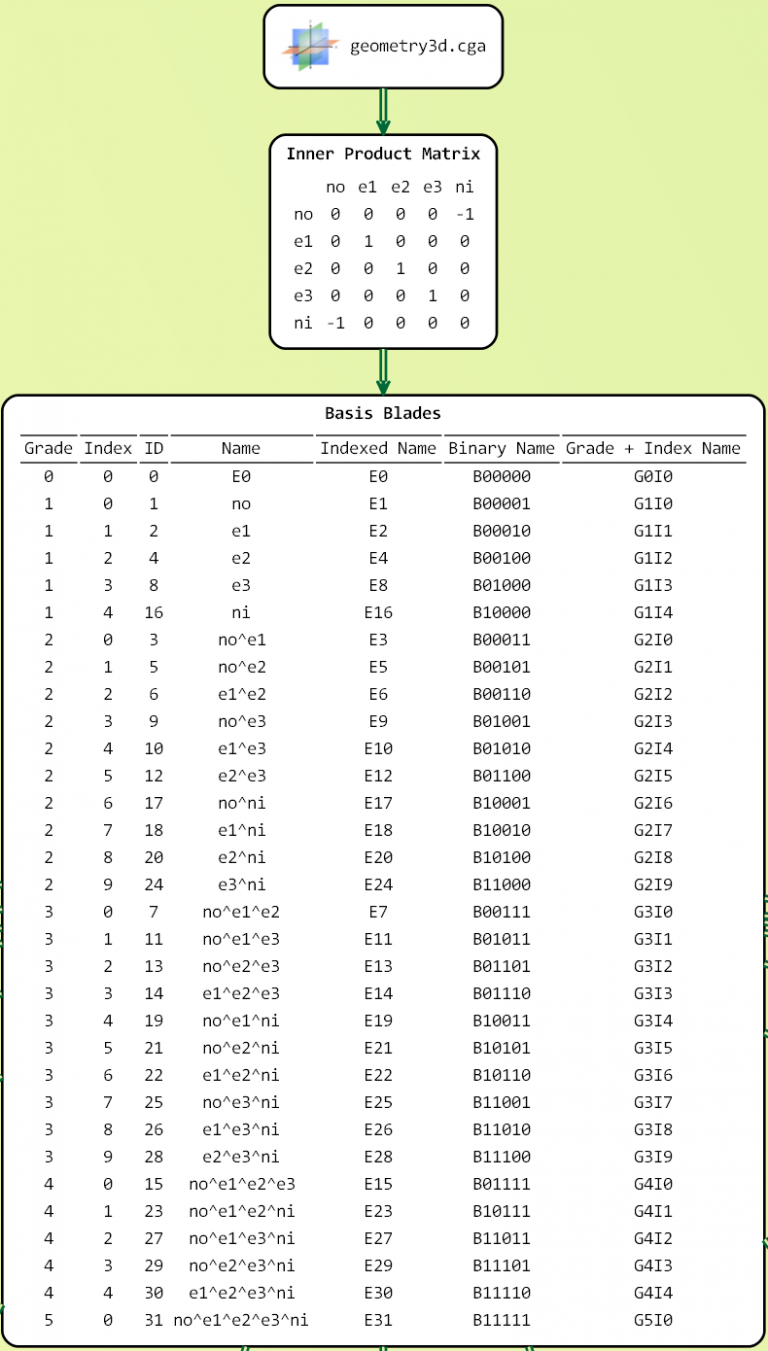 geometry3d.cga
Inner Product Matrix
no e1 e2 e3 ni
no 0 0 0 0 -1
e1 0 1 0 0 0
e2 0 0 1 0 0
e3 0 0 0 1 0
ni -1 0 0 0 0
Basis Blades
Grade Index ID Name Indexed Name Binary Name Grade + Index Name
0 0 0 E0 E0 B00000 G0I0
1 0 1 no E1 B00001 G1I0
1 1 2 e1 E2 B00010 G1I1
1 2 4 e2 E4 B00100 G1I2
1 3 8 e3 E8 B01000 G1I3
1 4 16 ni E16 B10000 G1I4
2 0 3 no^e1 E3 B00011 G2I0
2 1 5 no^e2 E5 B00101 G2I1
2 2 6 e1^e2 E6 B00110 G2I2
2 3 9 no^e3 E9 B01001 G2I3
2 4 10 e1^e3 E10 B01010 G2I4
2 5 12 e2^e3 E12 B01100 G2I5
2 6 17 no^ni E17 B10001 G2I6
2 7 18 e1^ni E18 B10010 G2I7
2 8 20 e2^ni E20 B10100 G2I8
2 9 24 e3^ni E24 B11000 G2I9
3 0 7 no^e1^e2 E7 B00111 G3I0
3 1 11 no^e1^e3 E11 B01011 G3I1
3 2 13 no^e2^e3 E13 B01101 G3I2
3 3 14 e1^e2^e3 E14 B01110 G3I3
3 4 19 no^e1^ni E19 B10011 G3I4
3 5 21 no^e2^ni E21 B10101 G3I5
3 6 22 e1^e2^ni E22 B10110 G3I6
3 7 25 no^e3^ni E25 B11001 G3I7
3 8 26 e1^e3^ni E26 B11010 G3I8
3 9 28 e2^e3^ni E28 B11100 G3I9
4 0 15 no^e1^e2^e3 E15 B01111 G4I0
4 1 23 no^e1^e2^ni E23 B10111 G4I1
4 2 27 no^e1^e3^ni E27 B11011 G4I2
4 3 29 no^e2^e3^ni E29 B11101 G4I3
4 4 30 e1^e2^e3^ni E30 B11110 G4I4
5 0 31 no^e1^e2^e3^ni E31 B11111 G5I0